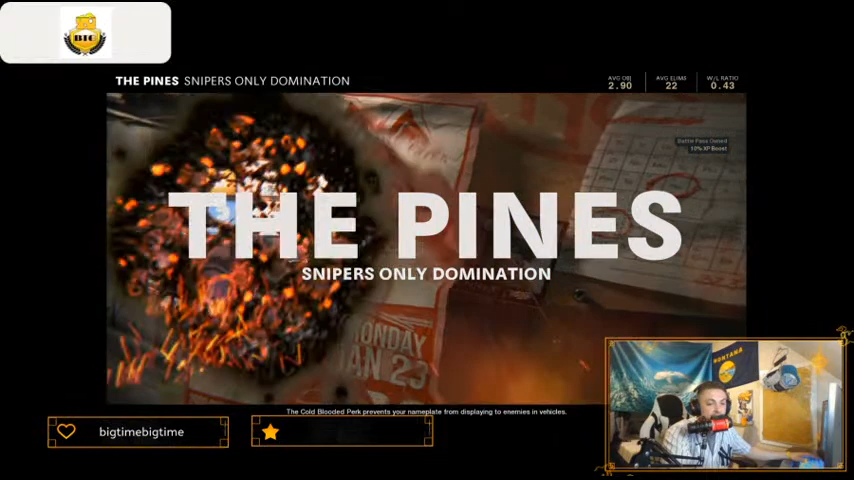 BIG
THE PINES SNIPERS ONLY DOMINATION
AVG OBJ
2.90
AVG ELIMS
22
W/L RATIO
0.43
Battle Pass Owned
10% XP Boost
THE PINES
SNIPERS ONLY DOMINATION
MONDAY
JAN 23
MONTANA
The Cold Blooded Perk prevents your nameplate from displaying to enemies in vehicles.
bigtimebigtime